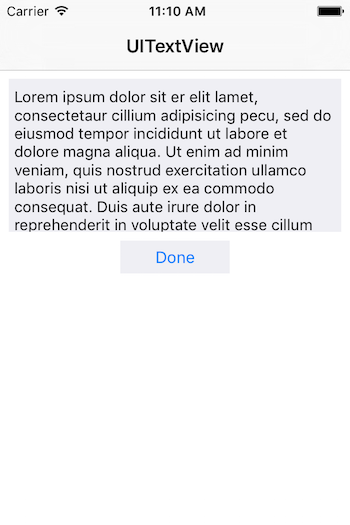 Carrier 11:10 AM
UITextView
Lorem ipsum dolor sit er elit lamet,
consectetaur cillium adipisicing pecu, sed do
eiusmod tempor incididunt ut labore et
dolore magna aliqua. Ut enim ad minim
veniam, quis nostrud exercitation ullamco
laboris nisi ut aliquip ex ea commodo
consequat. Duis aute irure dolor in
reprehenderit in voluptate velit esse cillum
Done